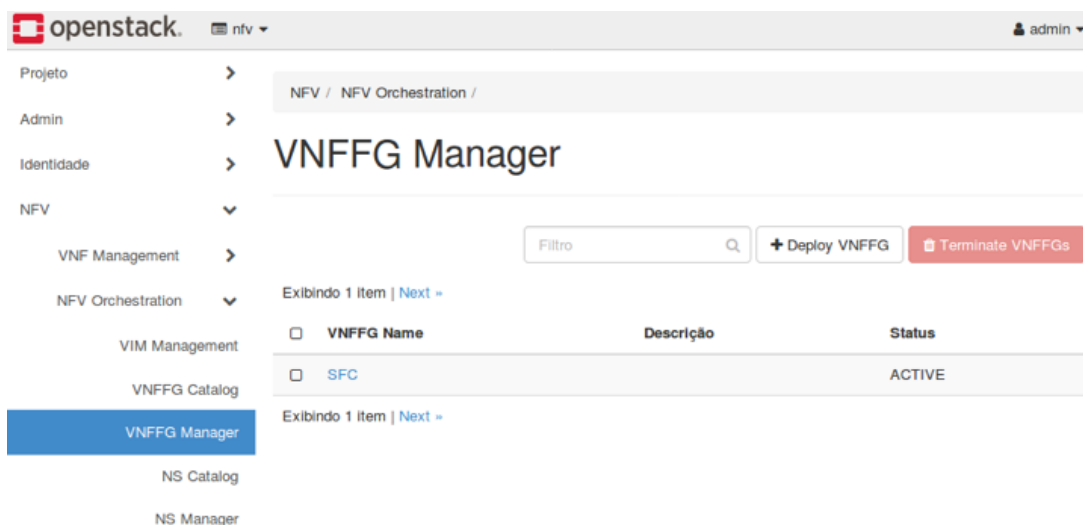 openstack. nfv admin
Projeto
Admin
Identidade
NFV
VNF Management
NFV Orchestration
VIM Management
VNFFG Catalog
VNFFG Manager
NS Catalog
NS Manager
NFV / NFV Orchestration /
VNFFG Manager
Filtro + Deploy VNFFG Terminate VNFFGs
Exibindo 1 item | Next »
VNFFG Name Descrição Status
SFC ACTIVE
Exibindo 1 item | Next »